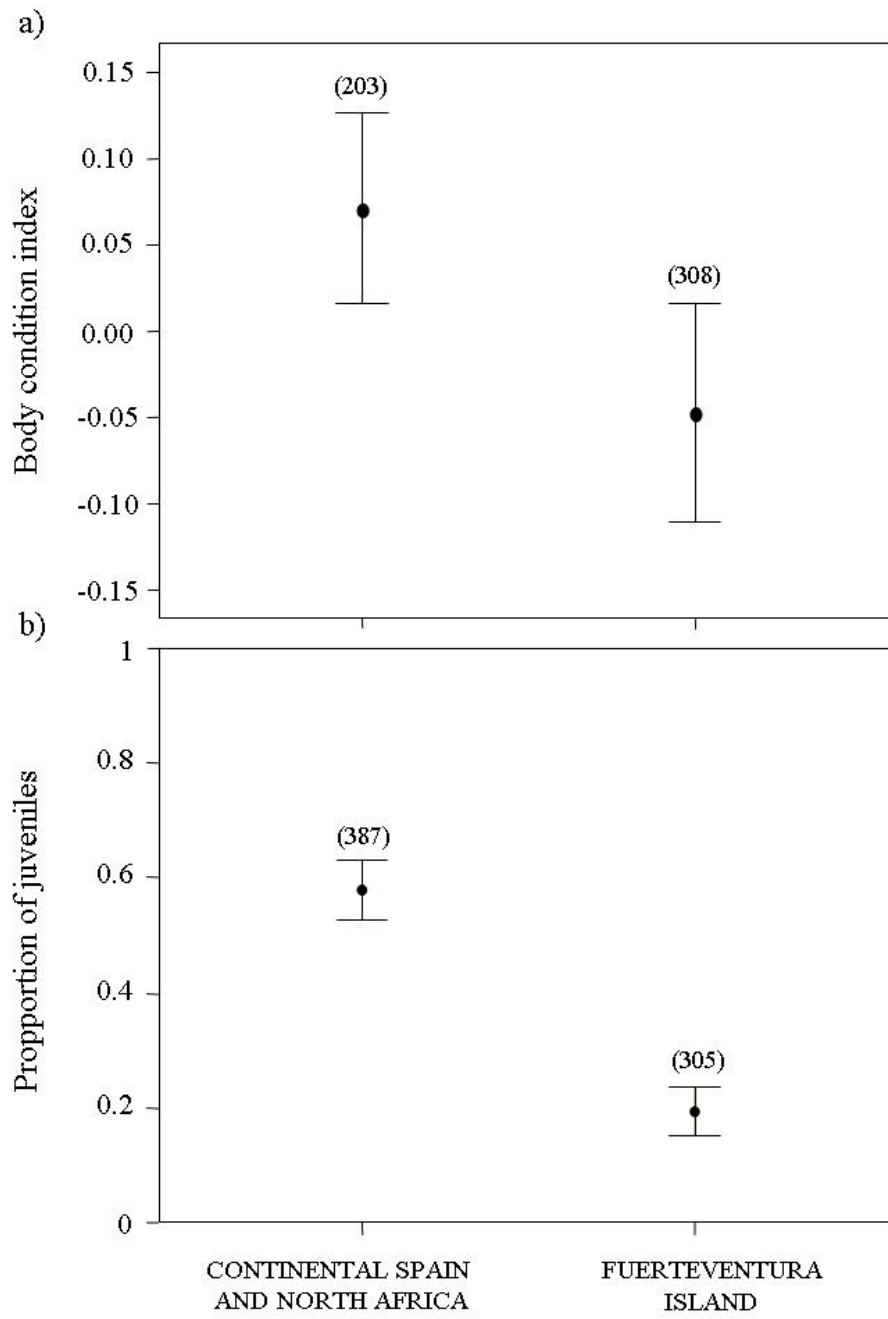 a)
Body condition index
0.15
0.10
0.05
0.00
-0.05
-0.10
-0.15
(203)
(308)
b)
Propportion of juveniles
1
0.8
0.6
0.4
0.2
0
(387)
(305)
CONTINENTAL SPAIN
AND NORTH AFRICA
FUERTEVENTURA
ISLAND